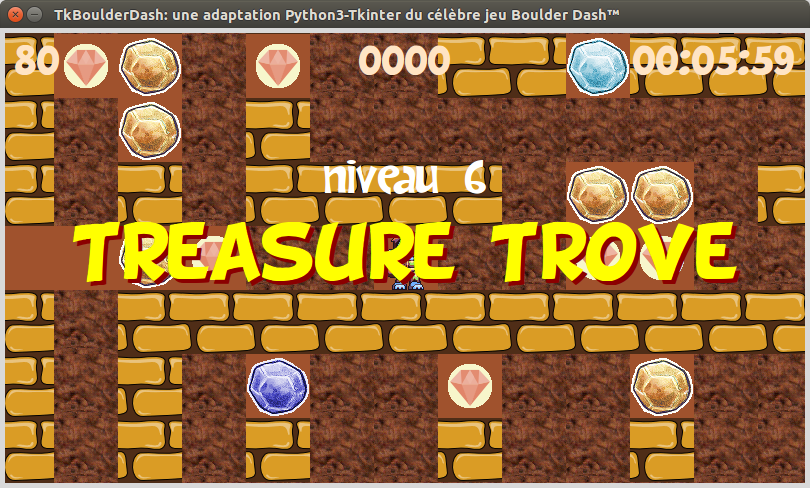 TkBoulderDash: une adaptation Python3-Tkinter du célèbre jeu Boulder Dash™
80 0000 00:05:59
niveau 6
TREASURE TROVE